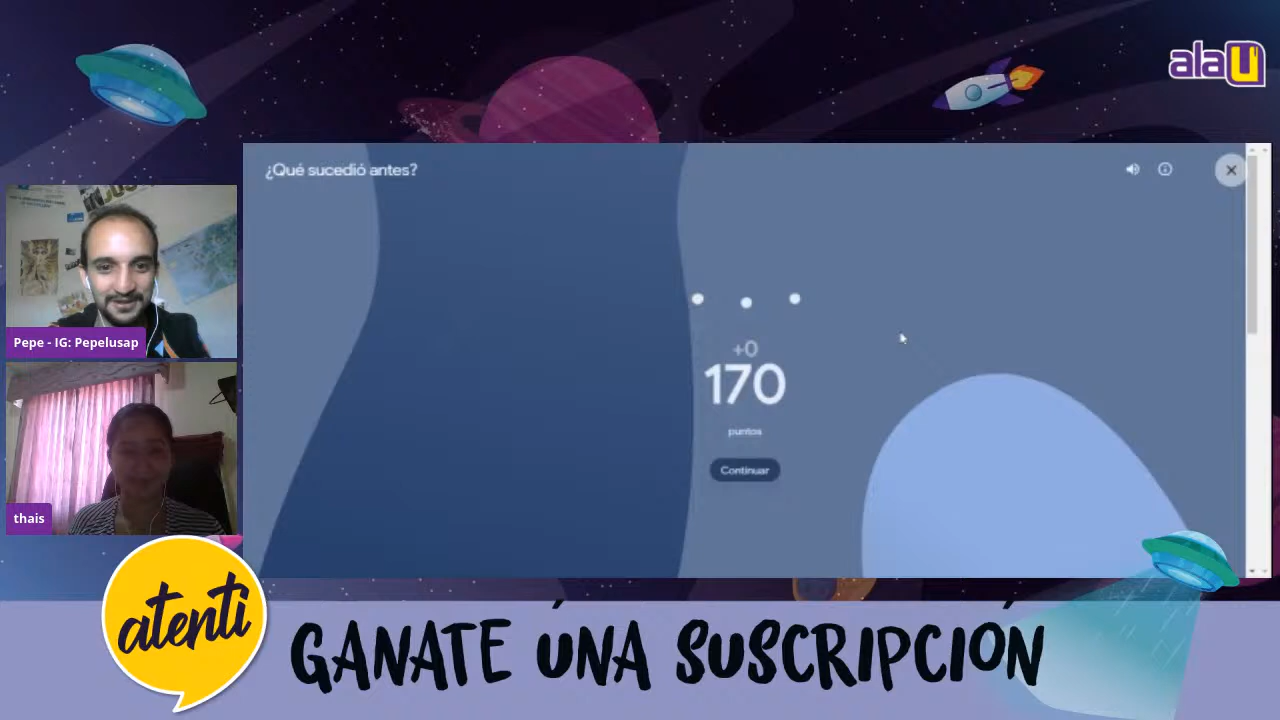 alaU
¿Qué sucedió antes?
+0
170
puntos
Continuar
Pepe - IG: Pepelusap
thais
atenti
GANATE UNA SUSCRIPCIÓN